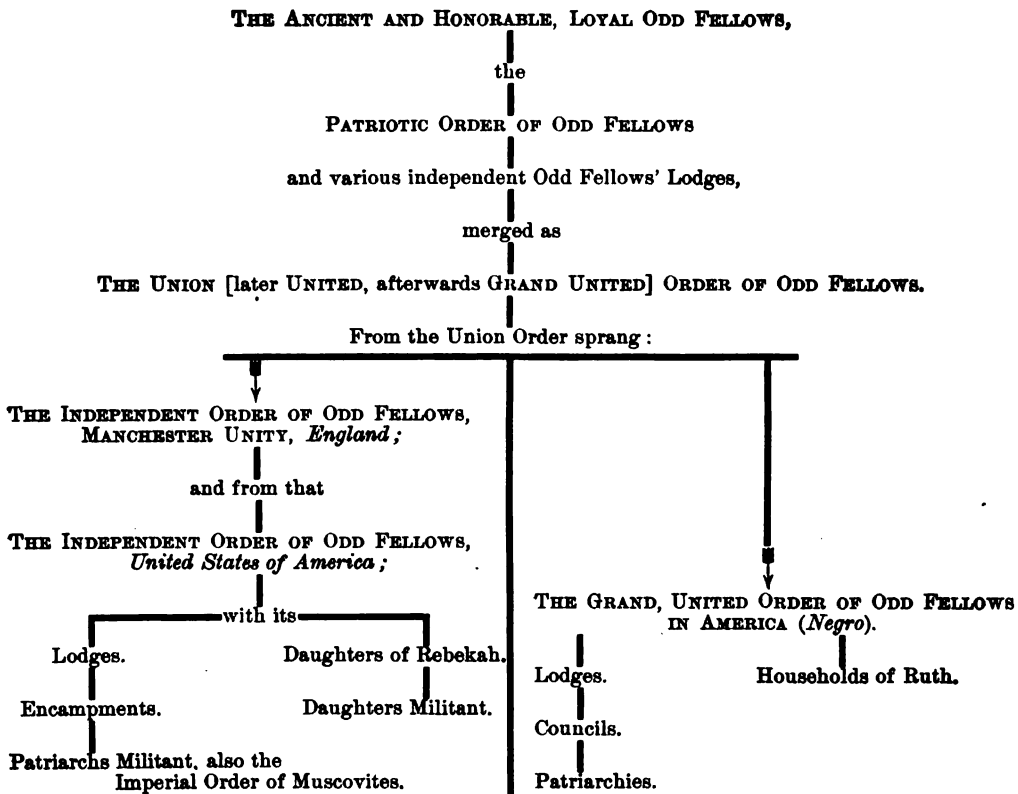 THE ANCIENT AND HONORABLE, LOYAL ODD FELLOWS,
the
PATRIOTIC ORDER OF ODD FELLOWS
and various independent Odd Fellows' Lodges,
merged as
THE UNION [later UNITED, afterwards GRAND UNITED] ORDER OF ODD FELLOWS.
From the Union Order sprang:
THE INDEPENDENT ORDER OF ODD FELLOWS,
MANCHESTER UNITY, England;
and from that
THE INDEPENDENT ORDER OF ODD FELLOWS,
United States of America;
with its
Lodges.
Daughters of Rebekah.
Encampments.
Daughters Militant.
Patriarchs Militant, also the
Imperial Order of Muscovites.
THE GRAND, UNITED ORDER OF ODD FELLOWS
IN AMERICA (Negro).
Lodges.
Households of Ruth.
Councils.
Patriarchies.